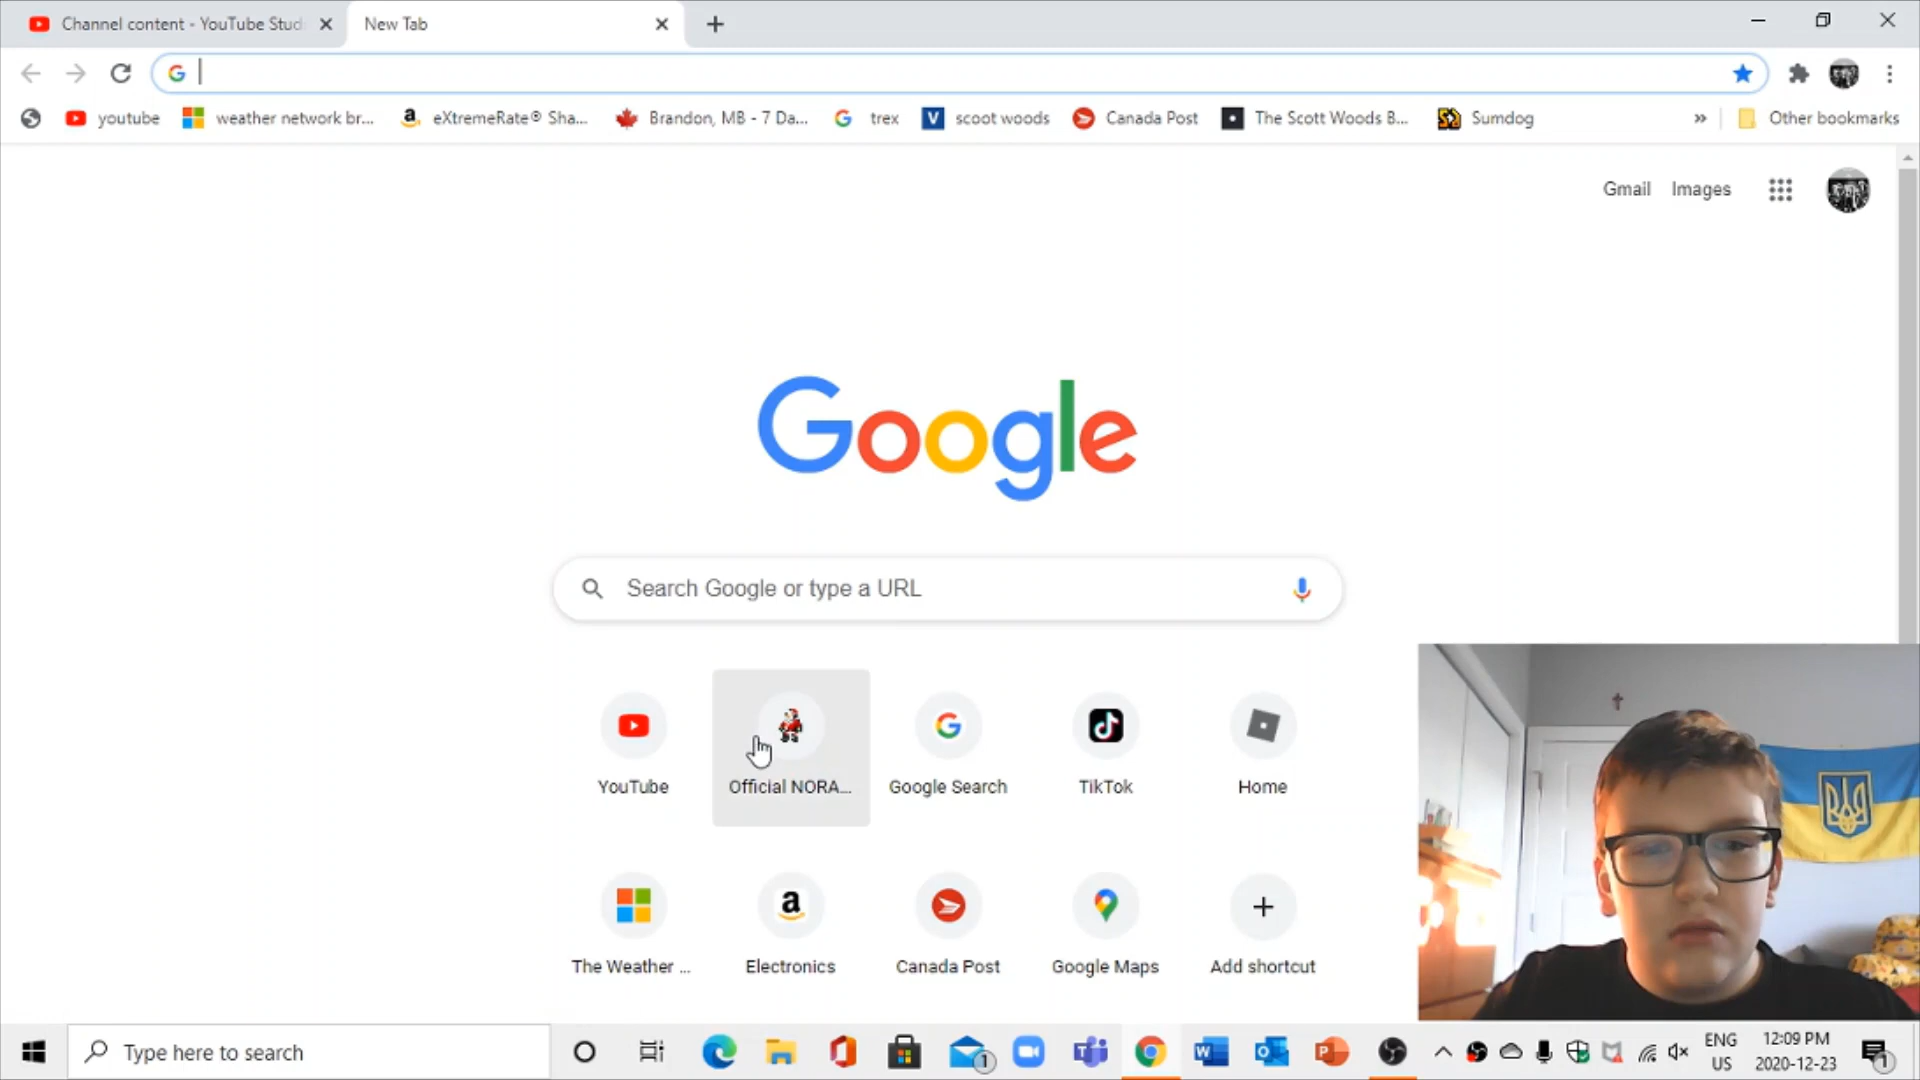 Channel content - YouTube Stud
New Tab
youtube
weather network br...
eXtremeRate® Sha...
Brandon, MB - 7 Da...
trex
scoot woods
Canada Post
The Scott Woods B...
Sumdog
»
Other bookmarks
Gmail
Images
Google
Search Google or type a URL
YouTube
Official NORA...
Google Search
TikTok
Home
The Weather ...
Electronics
Canada Post
Google Maps
Add shortcut
Type here to search
1
ENG
US
12:09 PM
2020-12-23
1